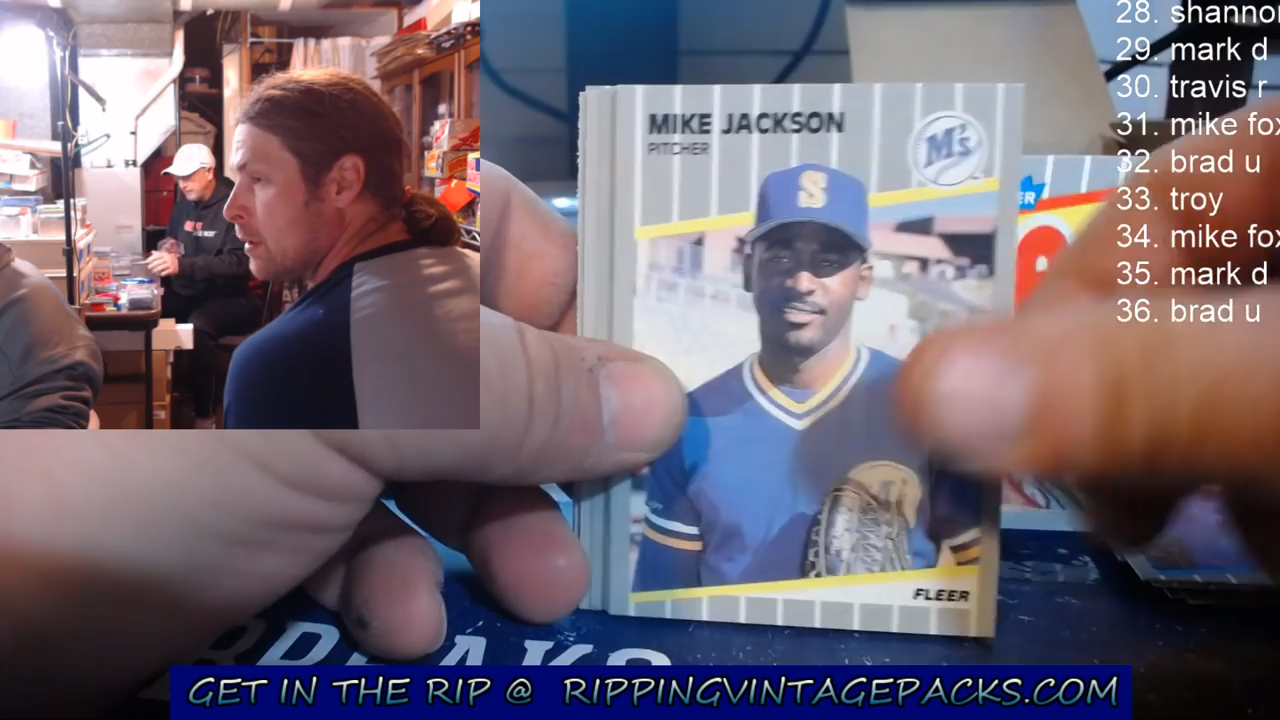 28. shannon
29. mark d
30. travis r
31. mike fox
32. brad u
33. troy
34. mike fox
35. mark d
36. brad u
MIKE JACKSON
PITCHER
M's
S
FLEER
BREAKS
GET IN THE RIP @ RIPPINGVINTAGEPACKS.COM